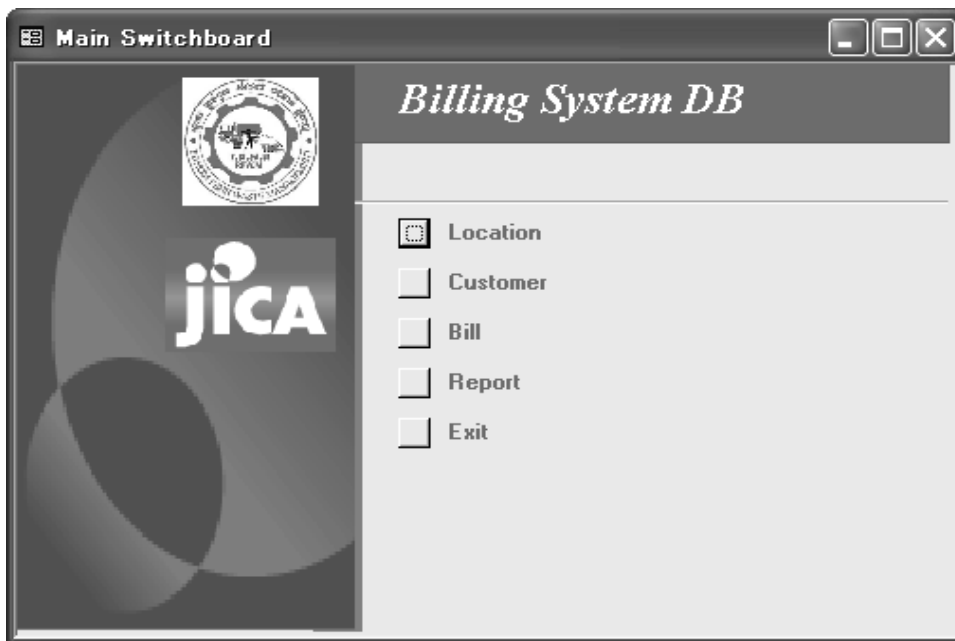 Main Switchboard
Billing System DB
jICA
Location
Customer
Bill
Report
Exit